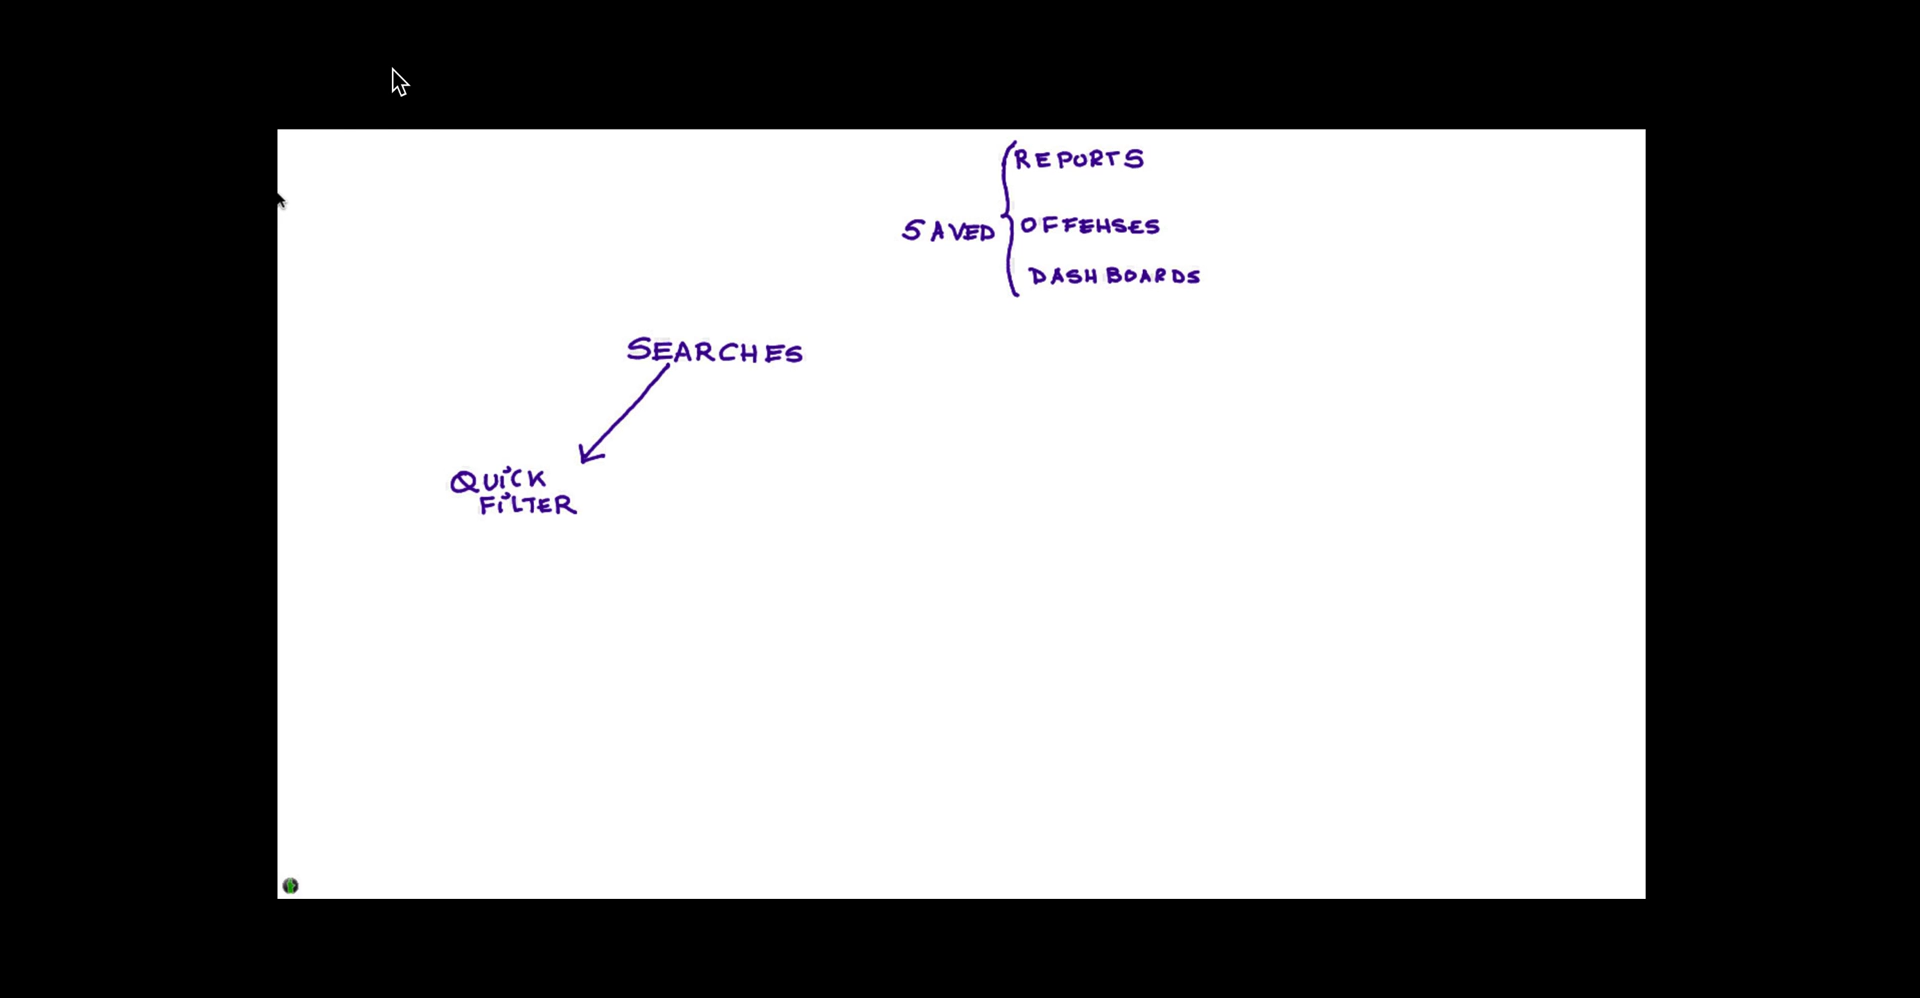 REPORTS
SAVED
OFFENSES
DASHBOARDS
SEARCHES
QUICK
FILTER